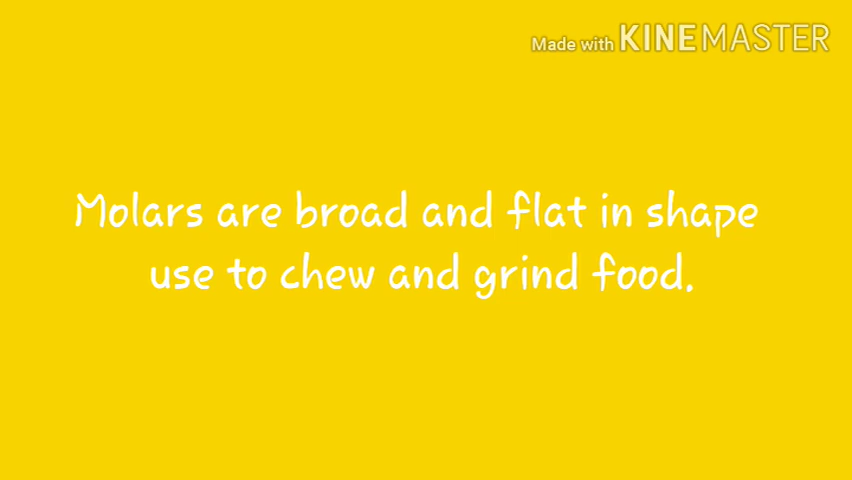 Made with KINEMASTER
Molars are broad and flat in shape
use to chew and grind food.